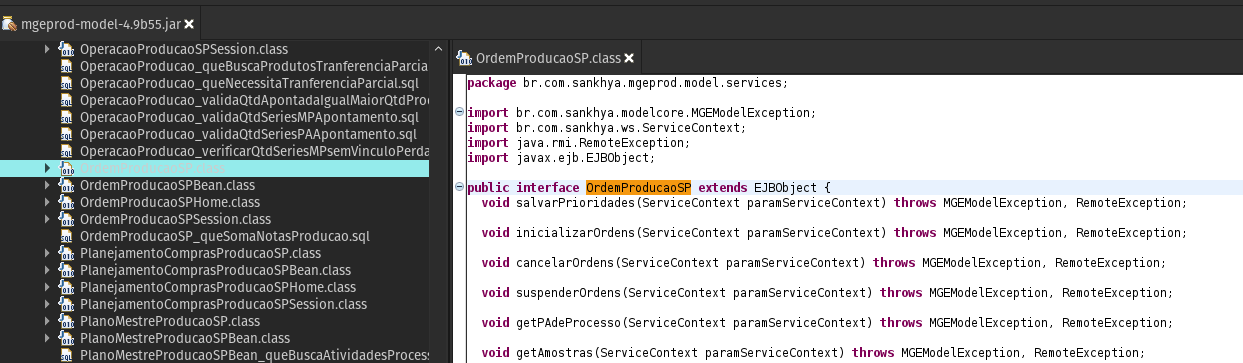 mgeprod-model-4.9b55.jar
OperacaoProducaoSPSession.class
OperacaoProducao_queBuscaProdutosTranferenciaParcia
OperacaoProducao_queNecessitaTranferenciaParcial.sql
OperacaoProducao_validaQtdApontadaIgualMaiorQtdPro
OperacaoProducao_validaQtdSeriesMPApontamento.sql
OperacaoProducao_validaQtdSeriesPAApontamento.sql
OperacaoProducao_verificarQtdSeriesMPsemVinculoPerda
OrdemProducaoSP.class
OrdemProducaoSPBean.class
OrdemProducaoSPHome.class
OrdemProducaoSPSession.class
OrdemProducaoSP_queSomaNotasProducao.sql
PlanejamentoComprasProducaoSP.class
PlanejamentoComprasProducaoSPBean.class
PlanejamentoComprasProducaoSPHome.class
PlanejamentoComprasProducaoSPSession.class
PlanoMestreProducaoSP.class
PlanoMestreProducaoSPBean.class
PlanoMestreProducaoSPBean_queBuscaAtividadesProces
OrdemProducaoSP.class
package br.com.sankhya.mgeprod.model.services;
import br.com.sankhya.modelcore.MGEModelException;
import br.com.sankhya.ws.ServiceContext;
import java.rmi.RemoteException;
import javax.ejb.EJBObject;
public interface OrdemProducaoSP extends EJBObject {
void salvarPrioridades(ServiceContext paramServiceContext) throws MGEModelException, RemoteException;
void inicializarOrdens(ServiceContext paramServiceContext) throws MGEModelException, RemoteException;
void cancelarOrdens(ServiceContext paramServiceContext) throws MGEModelException, RemoteException;
void suspenderOrdens(ServiceContext paramServiceContext) throws MGEModelException, RemoteException;
void getPAdeProcesso(ServiceContext paramServiceContext) throws MGEModelException, RemoteException;
void getAmostras(ServiceContext paramServiceContext) throws MGEModelException, RemoteException;